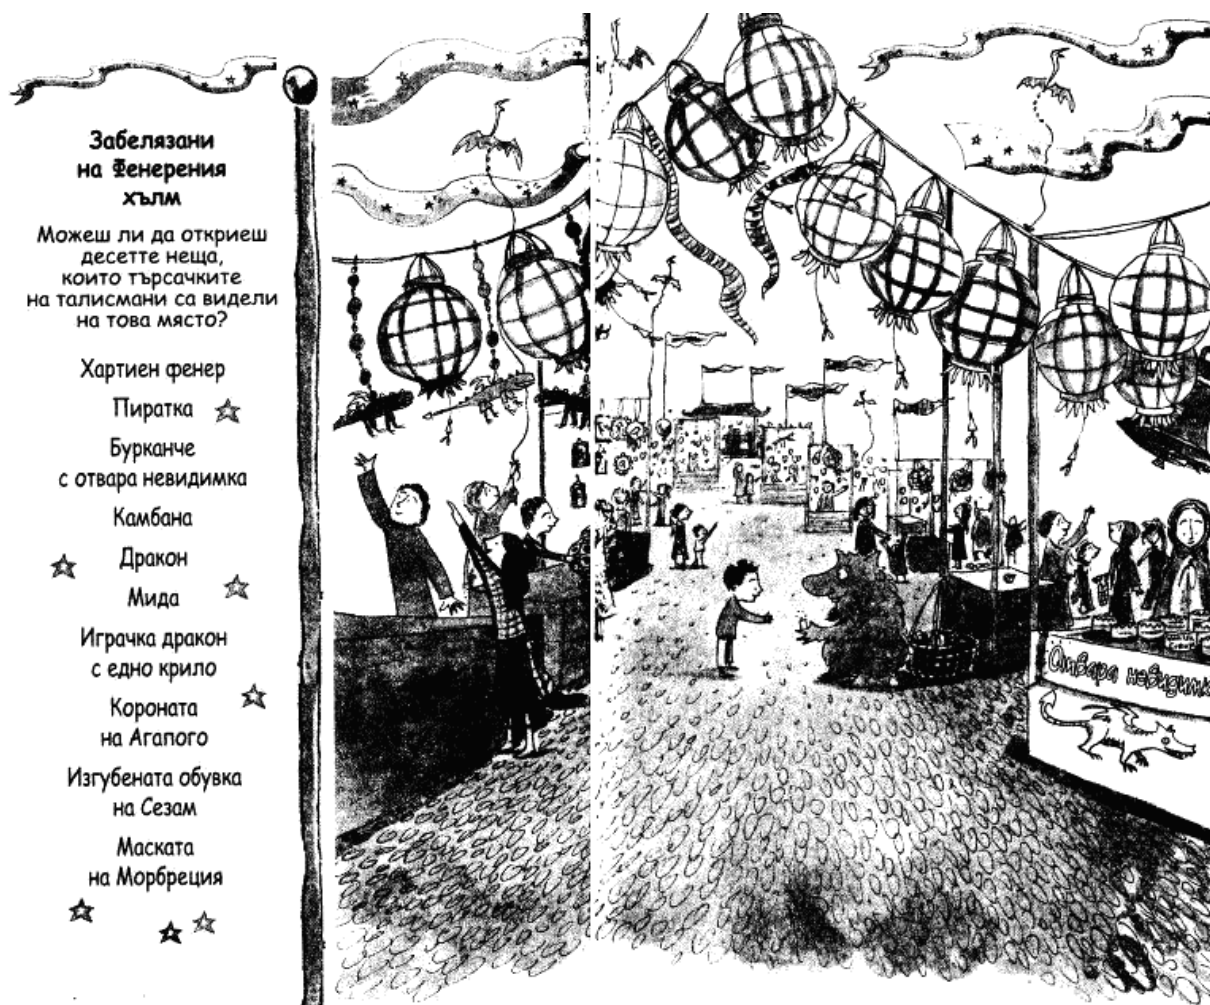 Забелязани
на Фенерения
хълм
Можеш ли да откриеш
десетте неща,
които търсачките
на талисмани са видели
на това място?
Хартиен фенер
Пиратка
Бурканче
с отвара невидимка
Камбана
Дракон
Мида
Играчка дракон
с едно крило
Короната
на Агапого
Изгубената обувка
на Сезам
Маската
на Морбреция
Отвара невидимка